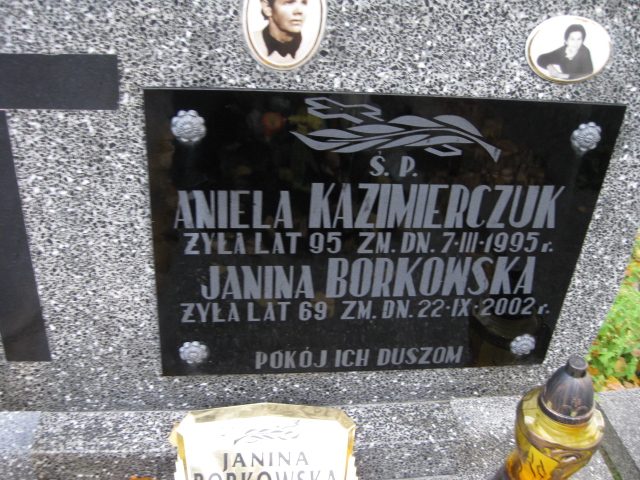 Ś. P.
ANIELA KAZIMIERCZUK
ŻYŁA LAT 95 ZM. DN. 7-III-1995 r.
JANINA BORKOWSKA
ŻYŁA LAT 69 ZM. DN. 22-IX-2002 r.
POKÓJ ICH DUSZOM
JANINA
BORKOWSKA